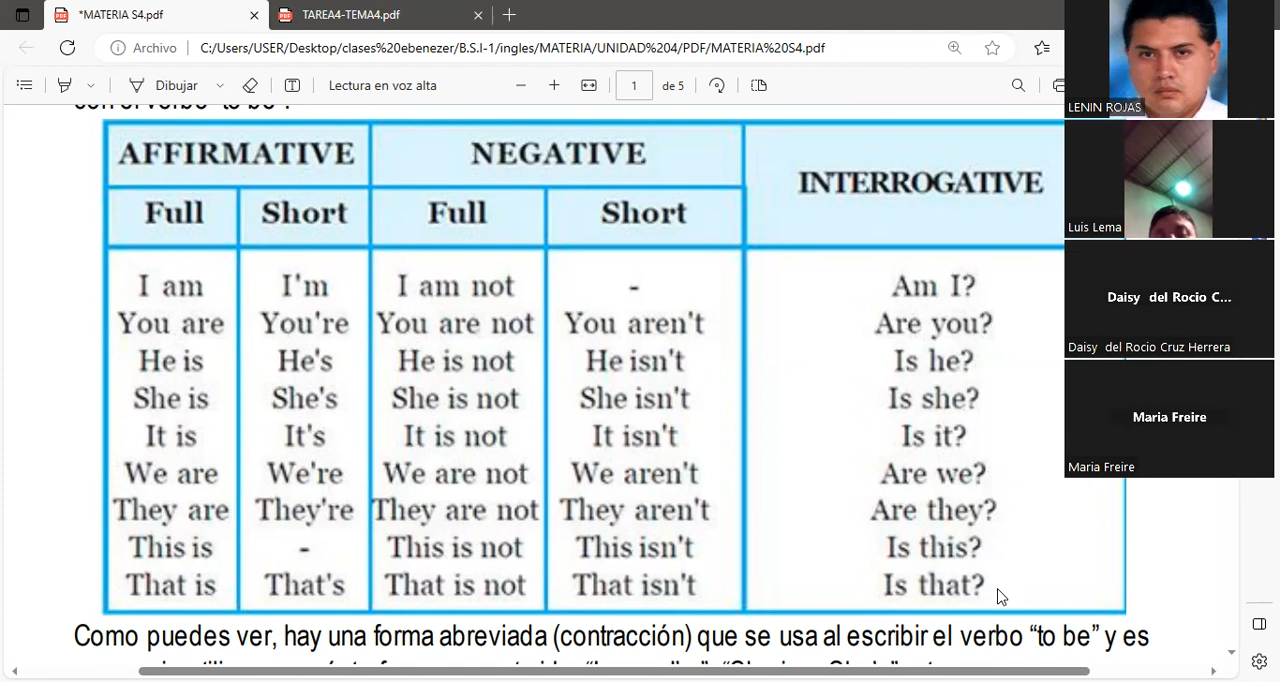 *MATERIA S4.pdf
TAREA4-TEMA4.pdf
Archivo
C:/Users/USER/Desktop/clases%20ebenezer/B.S.I-1/ingles/MATERIA/UNIDAD%204/PDF/MATERIA%20S4.pdf
Dibujar
Lectura en voz alta
1 de 5
con el verbo "to be".
AFFIRMATIVE NEGATIVE INTERROGATIVE
Full Short Full Short
I am I'm I am not - Am I?
You are You're You are not You aren't Are you?
He is He's He is not He isn't Is he?
She is She's She is not She isn't Is she?
It is It's It is not It isn't Is it?
We are We're We are not We aren't Are we?
They are They're They are not They aren't Are they?
This is - This is not This isn't Is this?
That is That's That is not That isn't Is that?
Como puedes ver, hay una forma abreviada (contracción) que se usa al escribir el verbo “to be” y es
LENIN ROJAS
Luis Lema
Daisy del Rocio C...
Daisy del Rocio Cruz Herrera
Maria Freire
Maria Freire